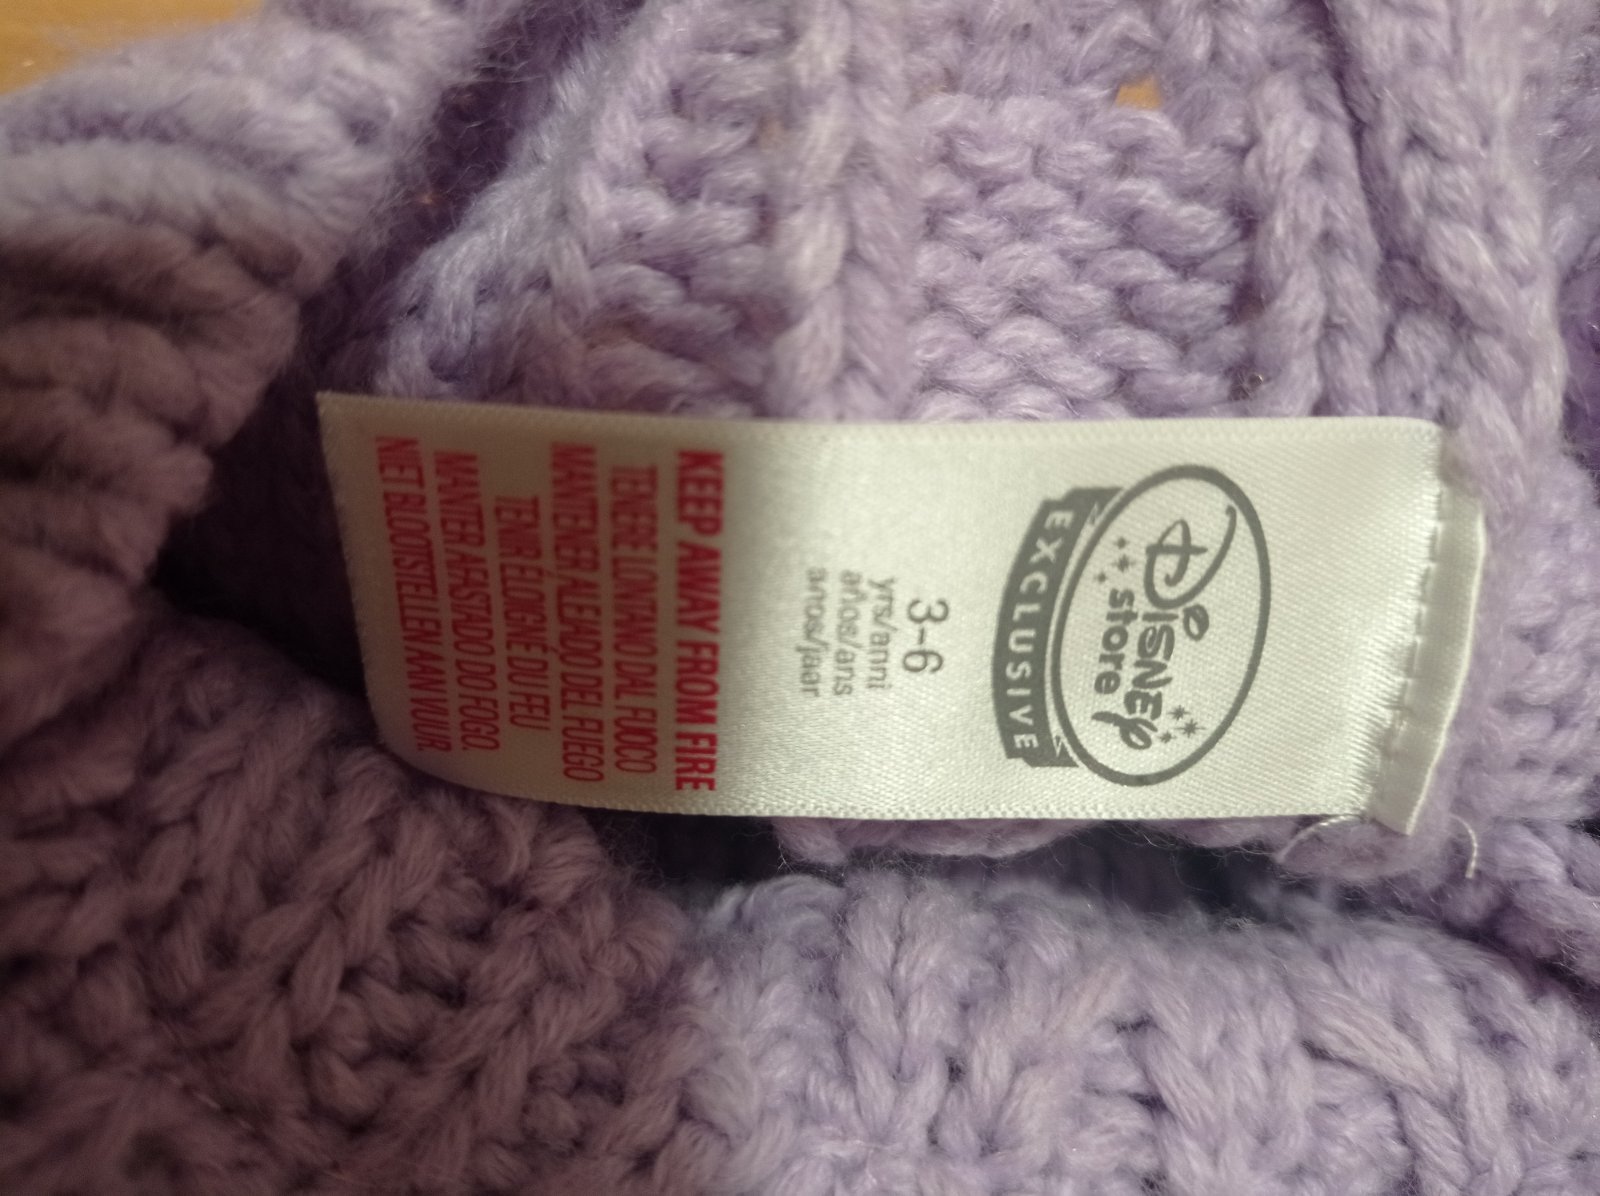 Disney
store
EXCLUSIVE
3-6
yrs/anni
años/ans
anos/jaar
KEEP AWAY FROM FIRE
TENERE LONTANO DAL FUOCO
MANTENER ALEJADO DEL FUEGO
TENIR ÉLOIGNÉ DU FEU
MANTER AFASTADO DO FOGO.
NIET BLOOTSTELLEN AAN VUUR.